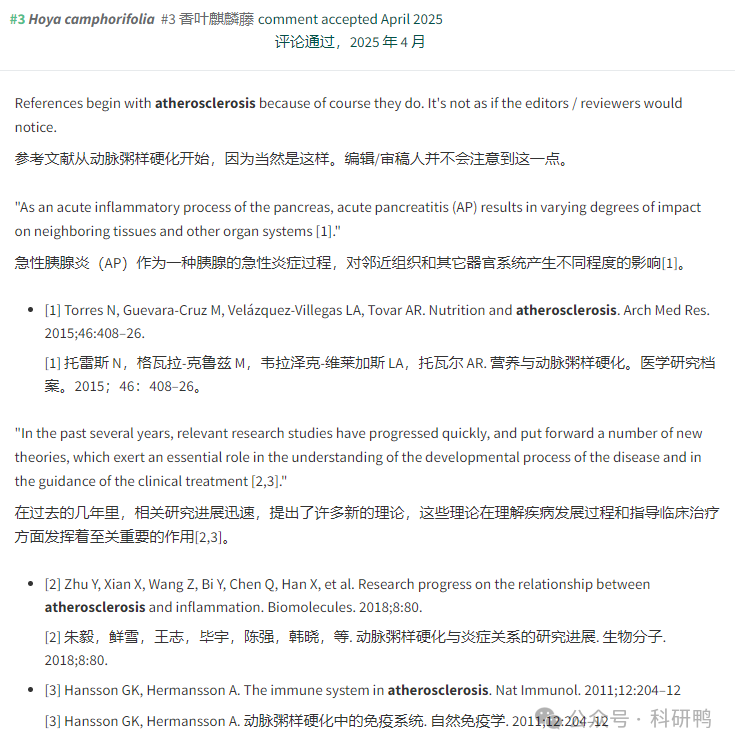 #3 Hoya camphorifolia #3 香叶麒麟藤 comment accepted April 2025
评论通过，2025 年 4 月
References begin with atherosclerosis because of course they do. It's not as if the editors / reviewers would
notice.
参考文献从动脉粥样硬化开始，因为当然是这样。编辑/审稿人并不会注意到这一点。
"As an acute inflammatory process of the pancreas, acute pancreatitis (AP) results in varying degrees of impact
on neighboring tissues and other organ systems [1]."
急性胰腺炎（AP）作为一种胰腺的急性炎症过程，对邻近组织和其它器官系统产生不同程度的影响[1]。
• [1] Torres N, Guevara-Cruz M, Velázquez-Villegas LA, Tovar AR. Nutrition and atherosclerosis. Arch Med Res.
2015;46:408–26.
[1] 托雷斯 N，格瓦拉-克鲁兹 M，韦拉泽克-维莱加斯 LA，托瓦尔 AR. 营养与动脉粥样硬化。医学研究档
案。2015；46：408–26。
"In the past several years, relevant research studies have progressed quickly, and put forward a number of new
theories, which exert an essential role in the understanding of the developmental process of the disease and in
the guidance of the clinical treatment [2,3]."
在过去的几年里，相关研究进展迅速，提出了许多新的理论，这些理论在理解疾病发展过程和指导临床治疗
方面发挥着至关重要的作用[2,3]。
• [2] Zhu Y, Xian X, Wang Z, Bi Y, Chen Q, Han X, et al. Research progress on the relationship between
atherosclerosis and inflammation. Biomolecules. 2018;8:80.
[2] 朱毅，鲜雪，王志，毕宇，陈强，韩晓，等. 动脉粥样硬化与炎症关系的研究进展. 生物分子.
2018;8:80.
• [3] Hansson GK, Hermansson A. The immune system in atherosclerosis. Nat Immunol. 2011;12:204–12
[3] Hansson GK, Hermansson A. 动脉粥样硬化中的免疫系统. 自然免疫学. 2011;12:204–12
公众号 · 科研鸭